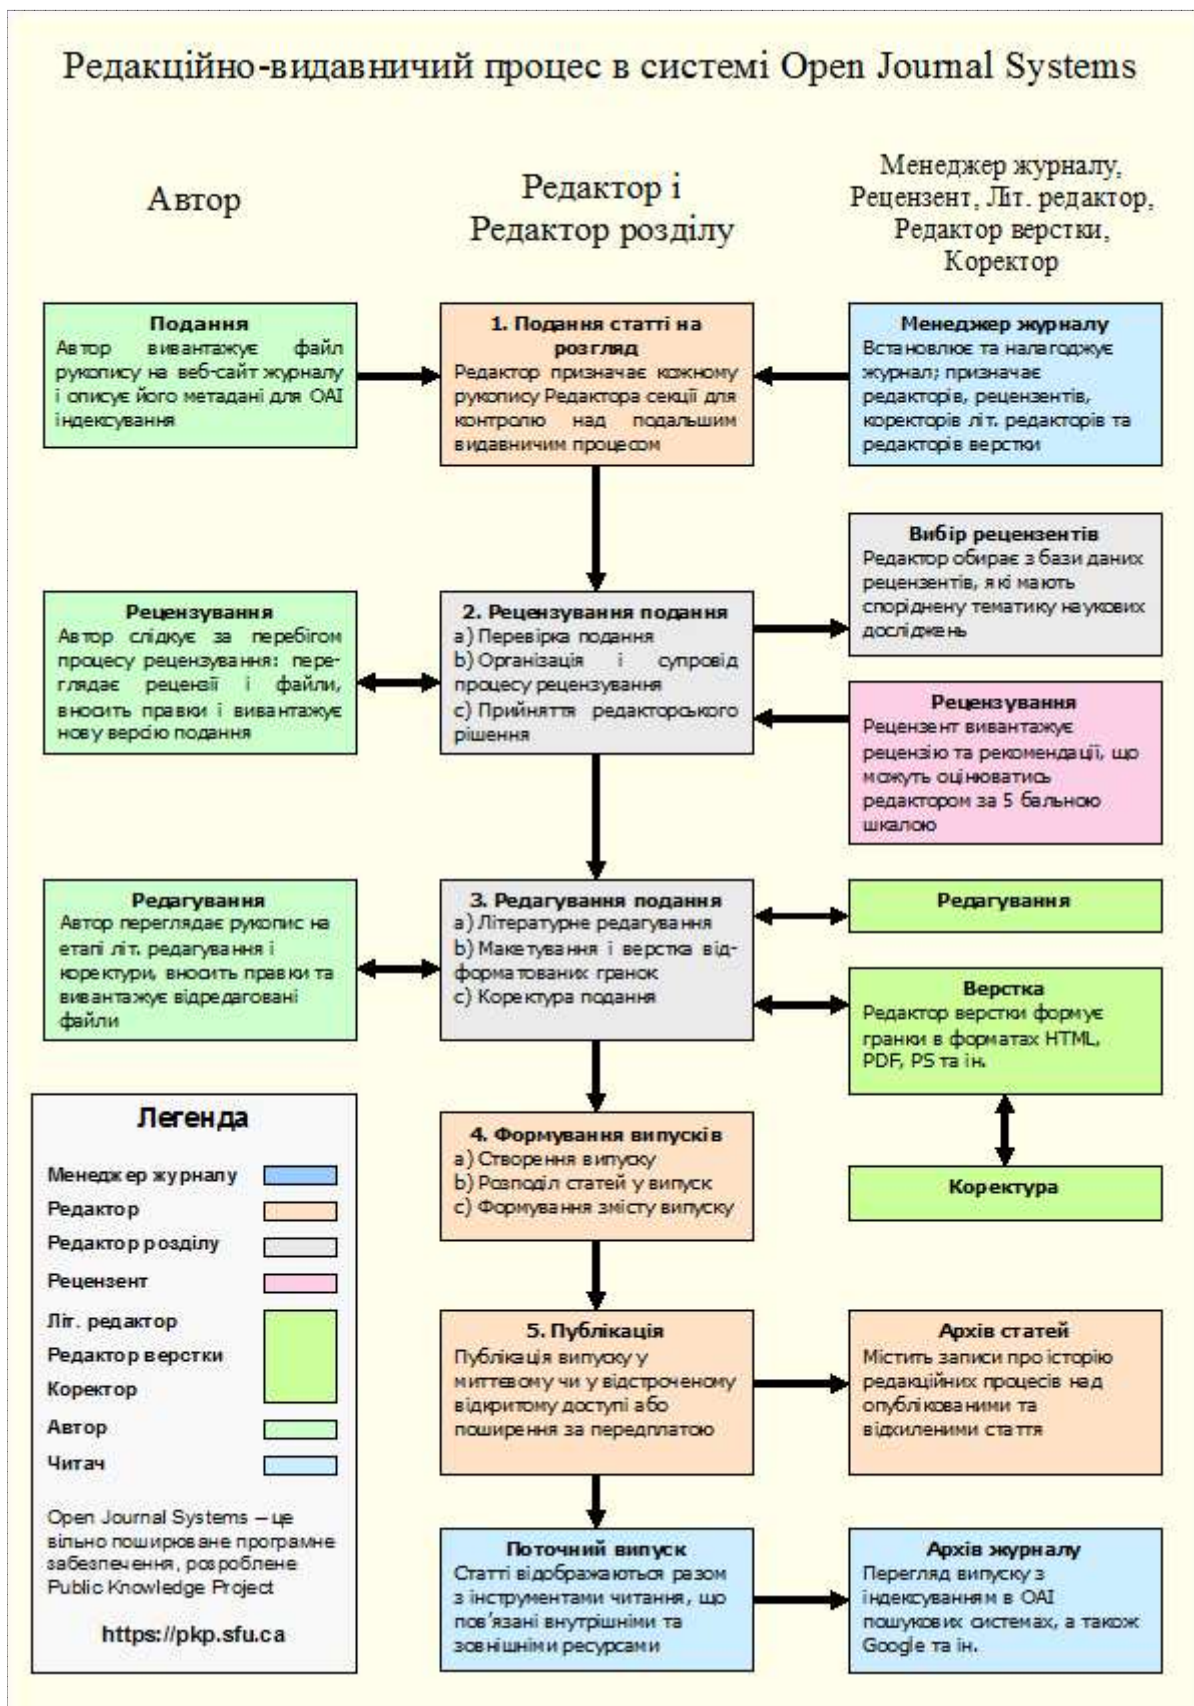 Редакційно-видавничий процес в системі Open Journal Systems
Автор
Редактор і
Редактор розділу
Менеджер журналу,
Рецензент, Літ. редактор,
Редактор верстки,
Коректор
Подання
Автор вивантажує файл
рукопису на веб-сайт журналу
і описує його метадані для OAI
індексування
1. Подання статті на
розгляд
Редактор призначає кожному
рукопису Редактора секції для
контролю над подальшим
видавничим процесом
Менеджер журналу
Встановлює та налагоджує
журнал; призначає
редакторів, рецензентів,
коректорів літ. редакторів та
редакторів верстки
Вибір рецензентів
Редактор обирає з бази даних
рецензентів, які мають
споріднену тематику наукових
досліджень
Рецензування
Автор слідкує за перебігом
процесу рецензування: пере-
глядає рецензії і файли,
вносить правки і вивантажує
нову версію подання
2. Рецензування подання
a) Перевірка подання
b) Організація і супровід
процесу рецензування
c) Прийняття редакторського
рішення
Рецензування
Рецензент вивантажує
рецензію та рекомендації, що
можуть оцінюватись
редактором за 5 бальною
шкалою
Редагування
Автор переглядає рукопис на
етапі літ. редагування і
коректури, вносить правки та
вивантажує відредаговані
файли
3. Редагування подання
a) Літературне редагування
b) Макетування і верстка від-
форматованих гранок
c) Коректура подання
Редагування
Верстка
Редактор верстки формує
гранки в форматах HTML,
PDF, PS та ін.
Коректура
4. Формування випусків
a) Створення випуску
b) Розподіл статей у випуск
c) Формування змісту випуску
5. Публікація
Публікація випуску у
миттєвому чи у відстроченому
відкритому доступі або
поширення за передплатою
Архів статей
Містить записи про історію
редакційних процесів над
опублікованими та
відхиленими стаття
Поточний випуск
Статті відображаються разом
з інструментами читання, що
пов’язані внутрішніми та
зовнішніми ресурсами
Архів журналу
Перегляд випуску з
індексуванням в OAI
пошукових системах, а також
Google та ін.
Легенда
Менеджер журналу
Редактор
Редактор розділу
Рецензент
Літ. редактор
Редактор верстки
Коректор
Автор
Читач
Open Journal Systems – це
вільно поширюване програмне
забезпечення, розроблене
Public Knowledge Project
https://pkp.sfu.ca